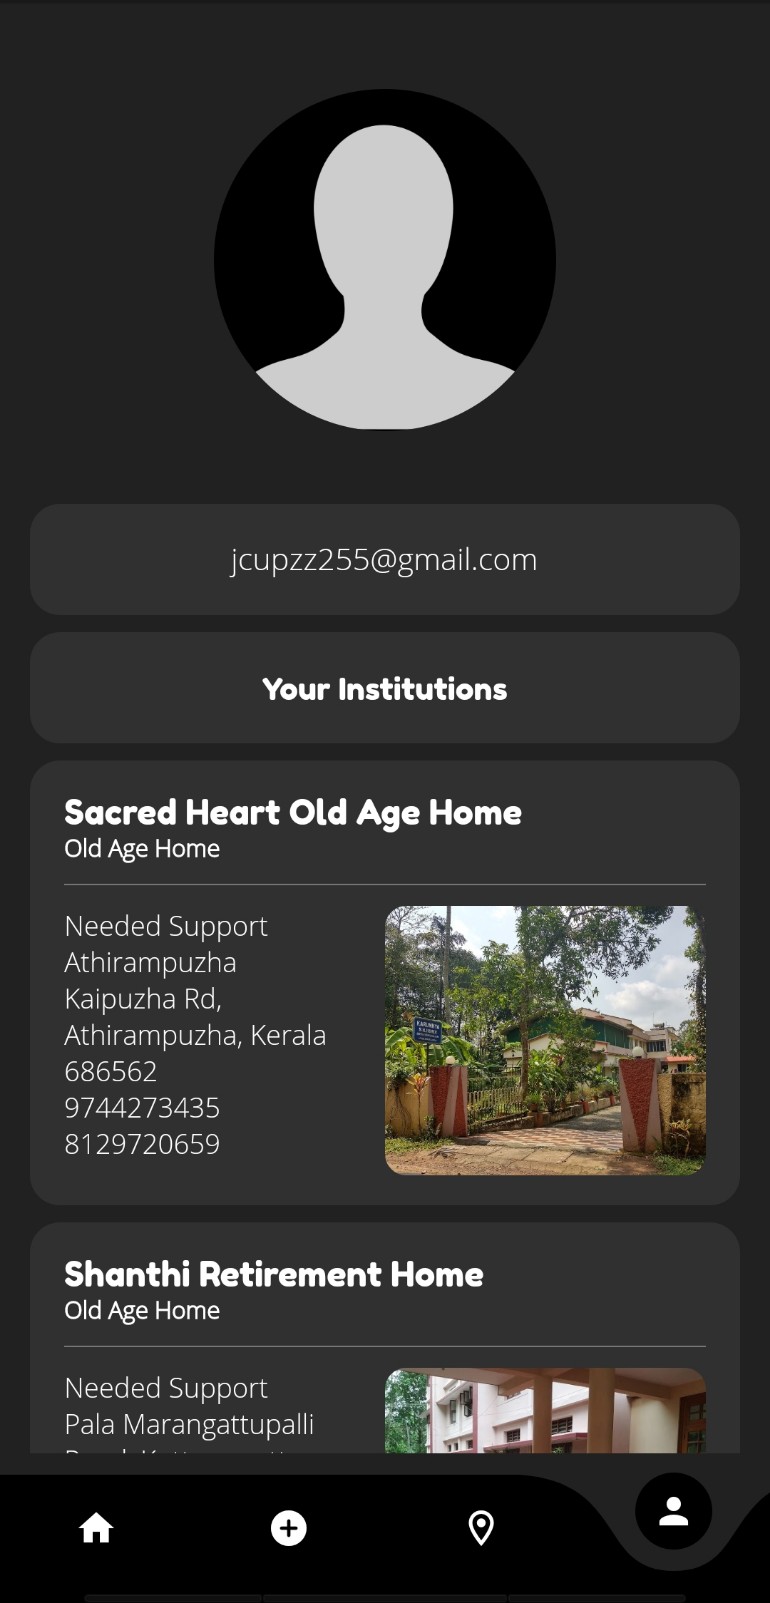 jcupzz255@gmail.com
Your Institutions
Sacred Heart Old Age Home
Old Age Home
Needed Support
Athirampuzha
Kaipuzha Rd,
Athirampuzha, Kerala
686562
9744273435
8129720659
KARUNYA
Shanthi Retirement Home
Old Age Home
Needed Support
Pala Marangattupalli